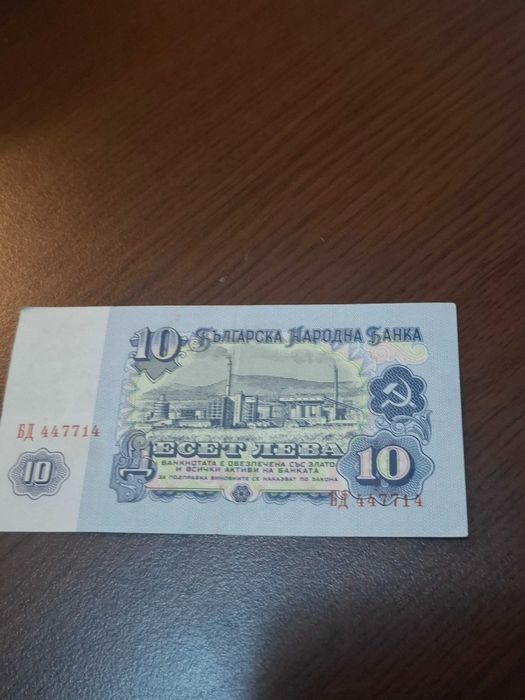 10 БЪЛГАРСКА НАРОДНА БАНКА
БД 447714
ДЕСЕТ ЛЕВА
БАНКНОТАТА Е ОБЕЗПЕЧЕНА СЪС ЗЛАТО
И ВСИЧКИ АКТИВИ НА БАНКАТА
ЗА ПОДПРАВКА ВИНОВНИТЕ СЕ НАКАЗВАТ ПО ЗАКОНА
10
10
БД 447714